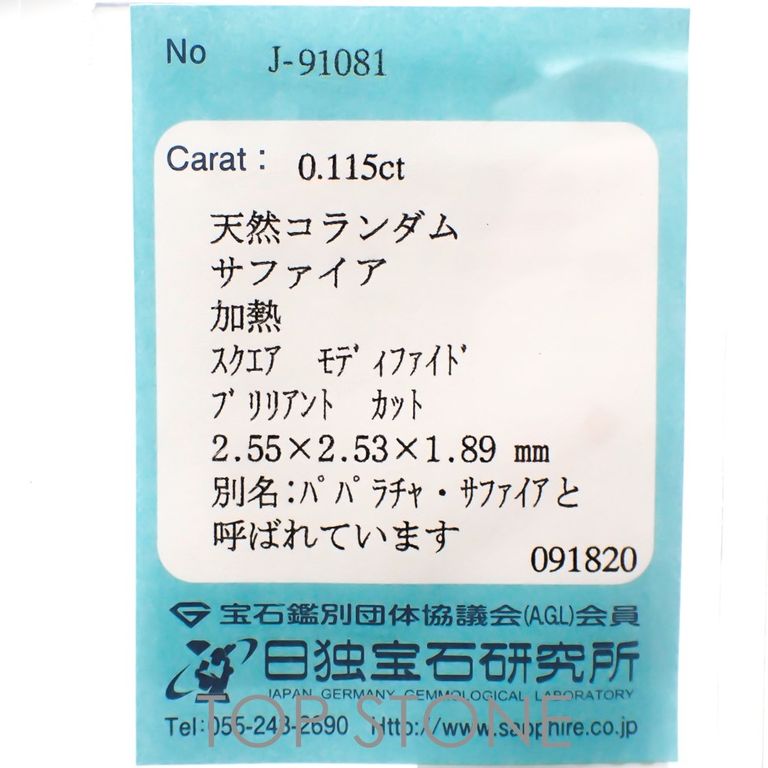 No J-91081
Carat: 0.115ct
天然コランダム
サファイア
加熱
ｽｸｴｱ ﾓﾃﾞｨﾌｧｲﾄﾞ
ﾌﾞﾘﾘｱﾝﾄ ｶｯﾄ
2.55×2.53×1.89 mm
別名:ﾊﾟﾊﾟﾗﾁｬ・ｻﾌｧｲｱと
呼ばれています
091820
宝石鑑別団体協議会(A.G.L)会員
日独宝石研究所
JAPAN GERMANY GEMMOLOGICAL LABORATORY
TOP STONE
Tel:055-243-2690 Http://www.sapphire.co.jp